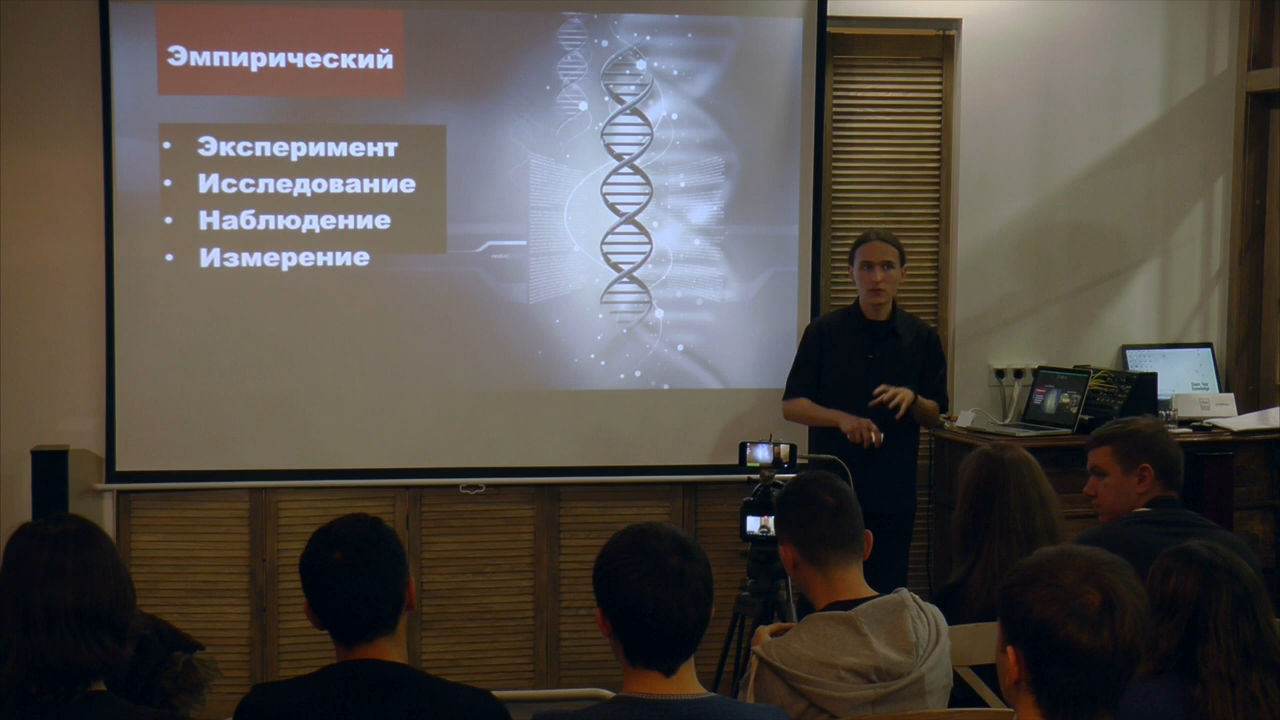 Эмпирический
• Эксперимент
• Исследование
• Наблюдение
• Измерение